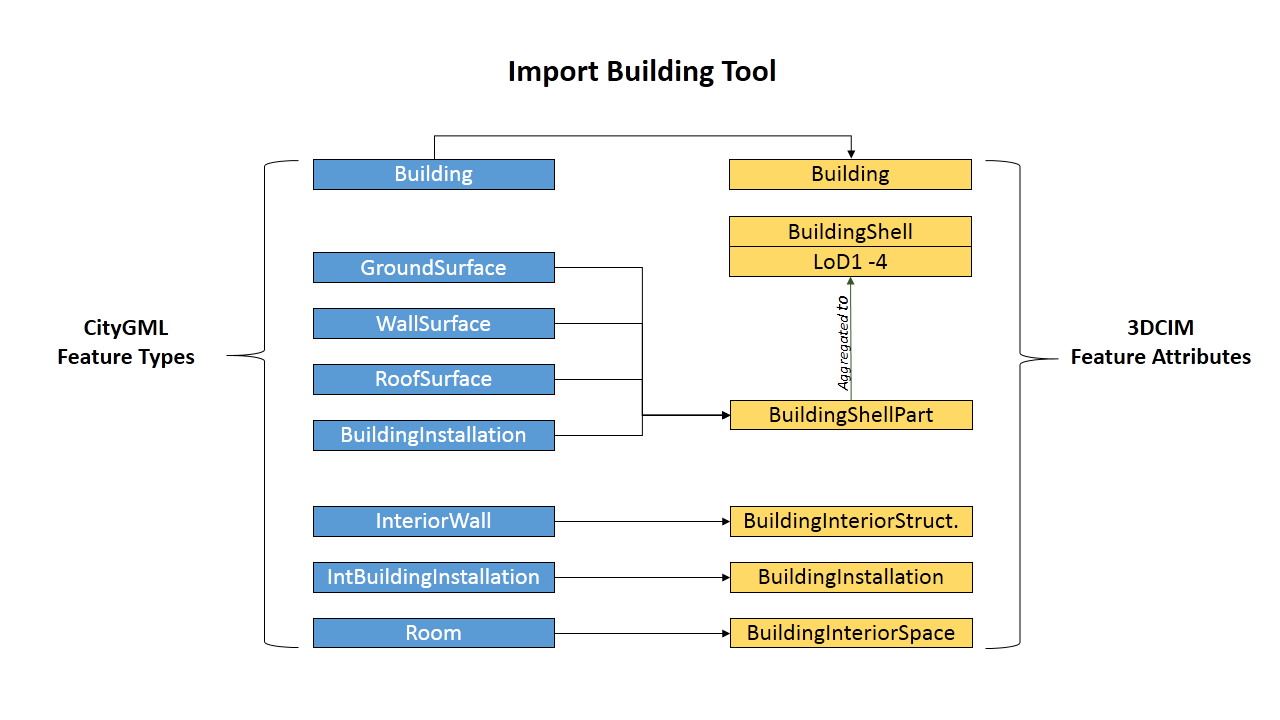 Import Building Tool
CityGML
Feature Types
Building
GroundSurface
WallSurface
RoofSurface
BuildingInstallation
InteriorWall
IntBuildingInstallation
Room
Building
BuildingShell
LoD1 -4
Aggregated to
BuildingShellPart
BuildingInteriorStruct.
BuildingInstallation
BuildingInteriorSpace
3DCIM
Feature Attributes